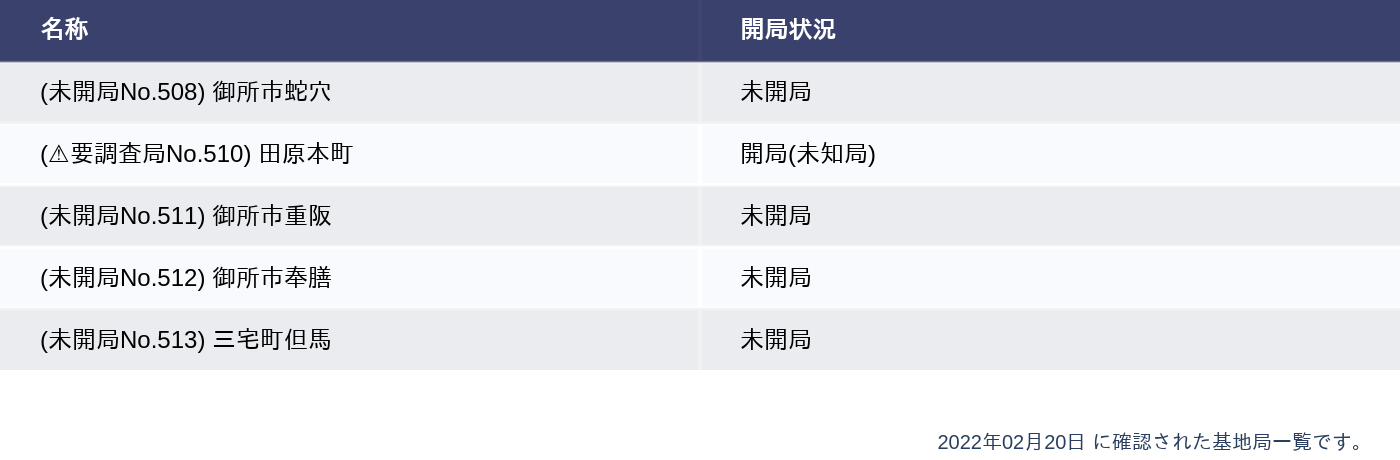 名称 開局状況
(未開局No.508) 御所市蛇穴 未開局
(⚠要調査局No.510) 田原本町 開局(未知局)
(未開局No.511) 御所市重阪 未開局
(未開局No.512) 御所市奉膳 未開局
(未開局No.513) 三宅町但馬 未開局
2022年02月20日 に確認された基地局一覧です。